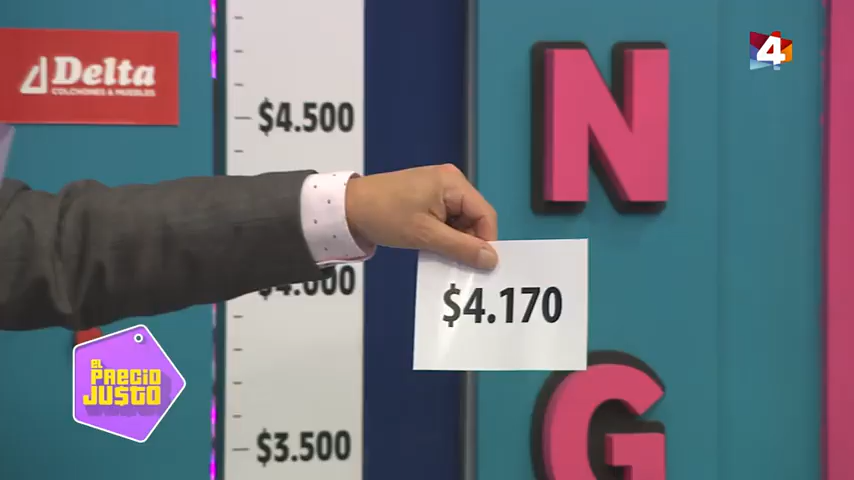 4
Delta
COLCHONES & MUEBLES
$4.500
N
$4.000
$4.170
EL
PRECIO
JUSTO
$3.500
G